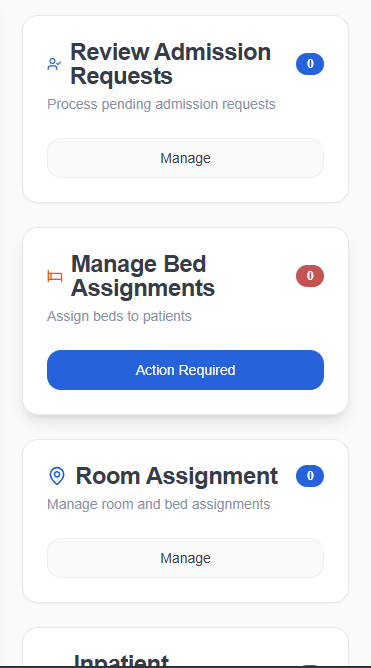 Review Admission
Requests
0
Process pending admission requests
Manage
Manage Bed
Assignments
0
Assign beds to patients
Action Required
Room Assignment
0
Manage room and bed assignments
Manage
Inpatient